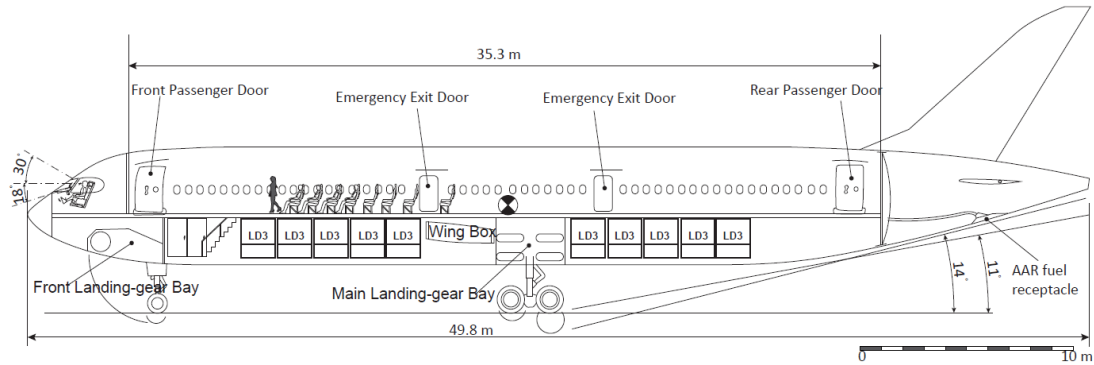 35.3 m
Front Passenger Door
Emergency Exit Door
Emergency Exit Door
Rear Passenger Door
30°
18°
LD3
LD3
LD3
LD3
LD3
Wing Box
LD3
LD3
LD3
LD3
LD3
Front Landing-gear Bay
Main Landing-gear Bay
14°
11°
AAR fuel
receptacle
49.8 m
0
10 m